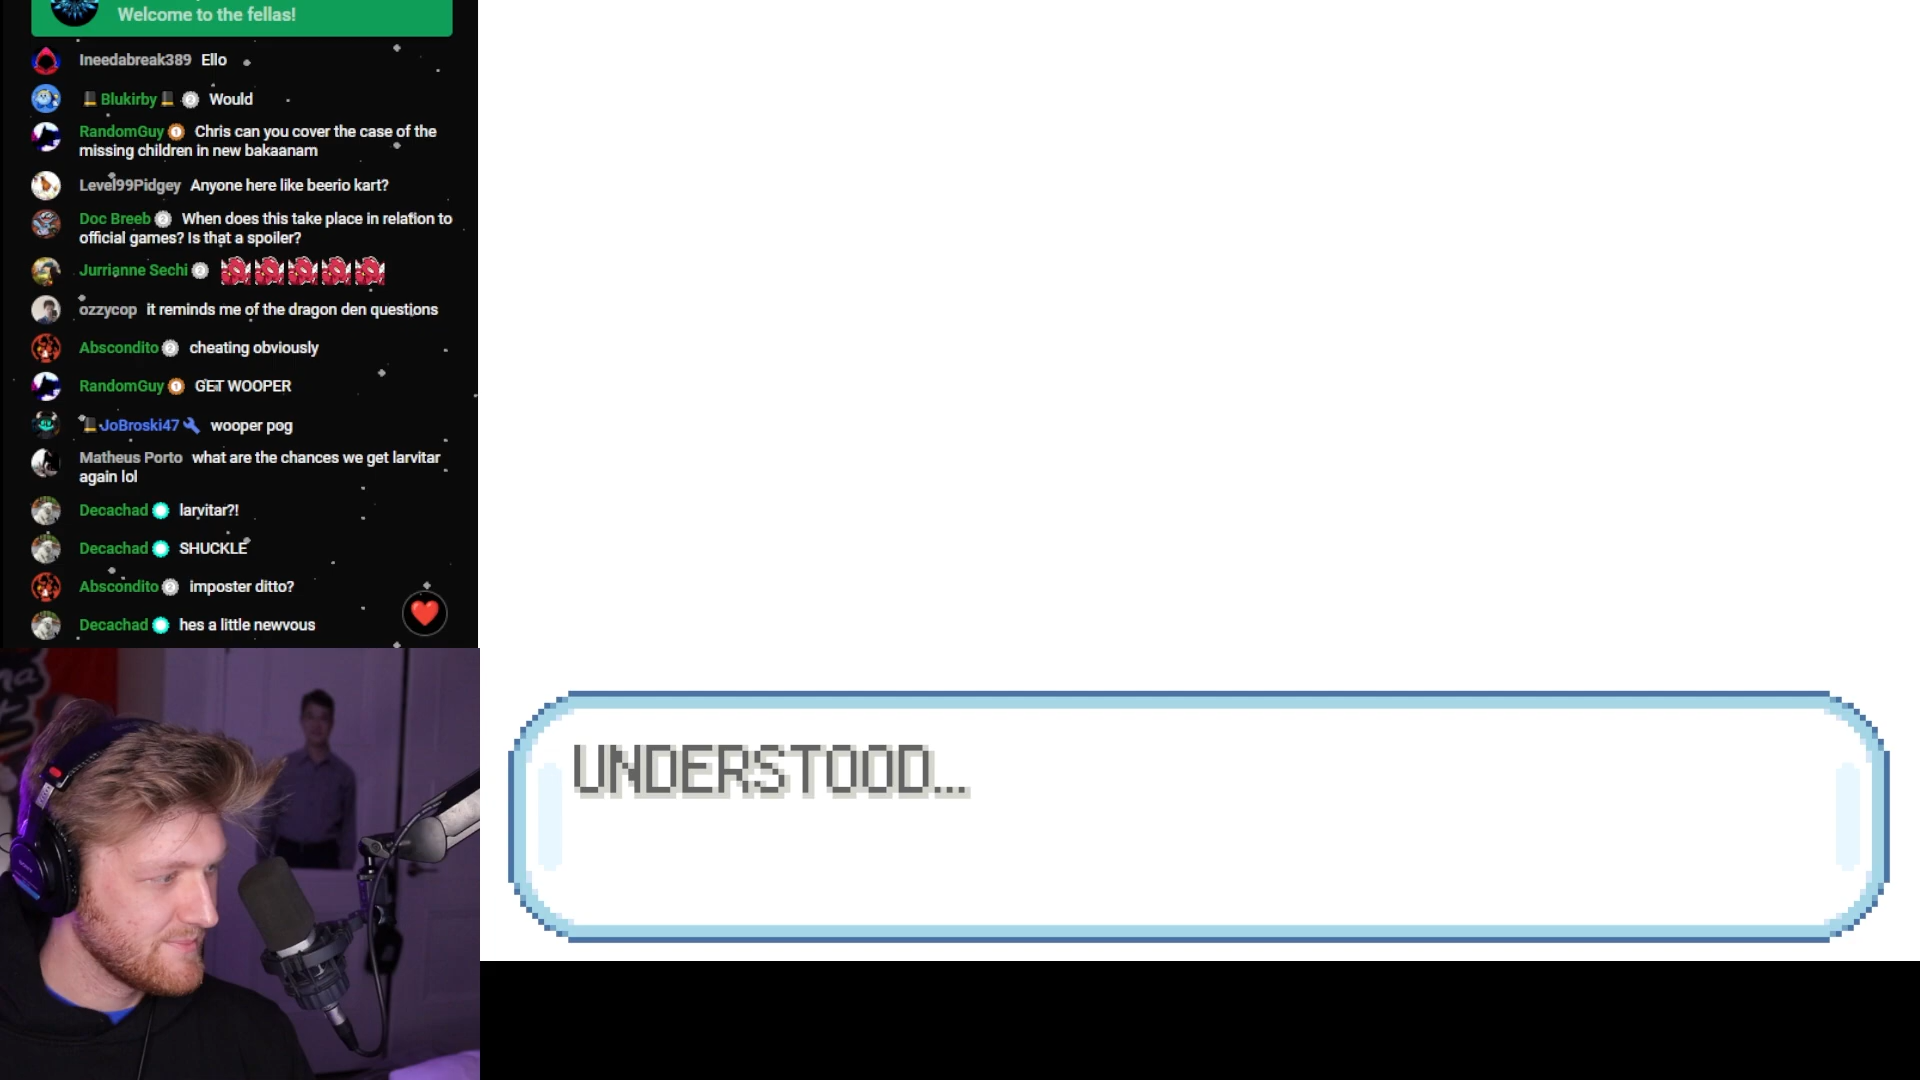 Welcome to the fellas!
Ineedabreak389 Ello
Blukirby Would
RandomGuy Chris can you cover the case of the
missing children in new bakaanam
Level99Pidgey Anyone here like beerio kart?
Doc Breeb When does this take place in relation to
official games? Is that a spoiler?
Jurrianne Sechi
ozzycop it reminds me of the dragon den questions
Abscondito cheating obviously
RandomGuy GET WOOPER
JoBroski47 wooper pog
Matheus Porto what are the chances we get larvitar
again lol
Decachad larvitar?!
Decachad SHUCKLE
Abscondito imposter ditto?
Decachad hes a little newvous
UNDERSTOOD...